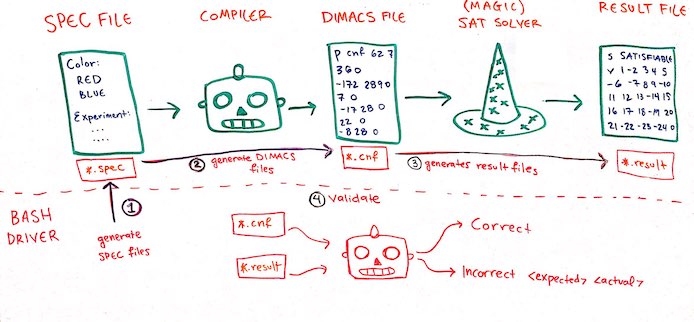 SPEC FILE
COMPILER
DIMACS FILE
(MAGIC)
SAT SOLVER
RESULT FILE
Color:
RED
BLUE
Experiment:
...
....
p cnf 62 7
3 6 0
-172 289 0
7 0
-17 28 0
22 0
-8 28 0
s SATISFIABLE
v 1 -2 3 4 5
-6 -7 8 9 -10
11 12 13 -14 15
16 17 18 -19 20
21 -22 -23 -24 0
*.spec
② generate DIMACS
files
*.cnf
③ generates result files
*.result
BASH
DRIVER
①
generate
SPEC files
④ validate
*.cnf
*.result
Correct
Incorrect <expected> <actual>